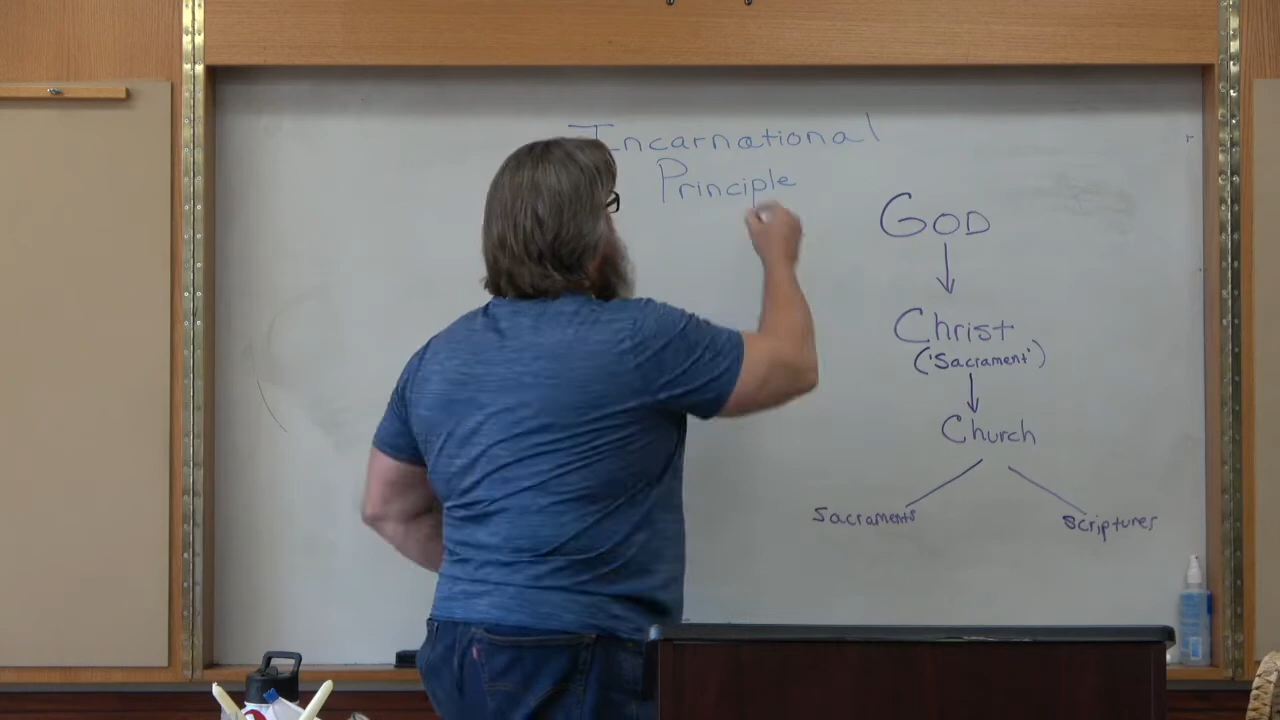 Incarnational
Principle
GOD
Christ
('Sacrament')
Church
Sacraments
Scriptures